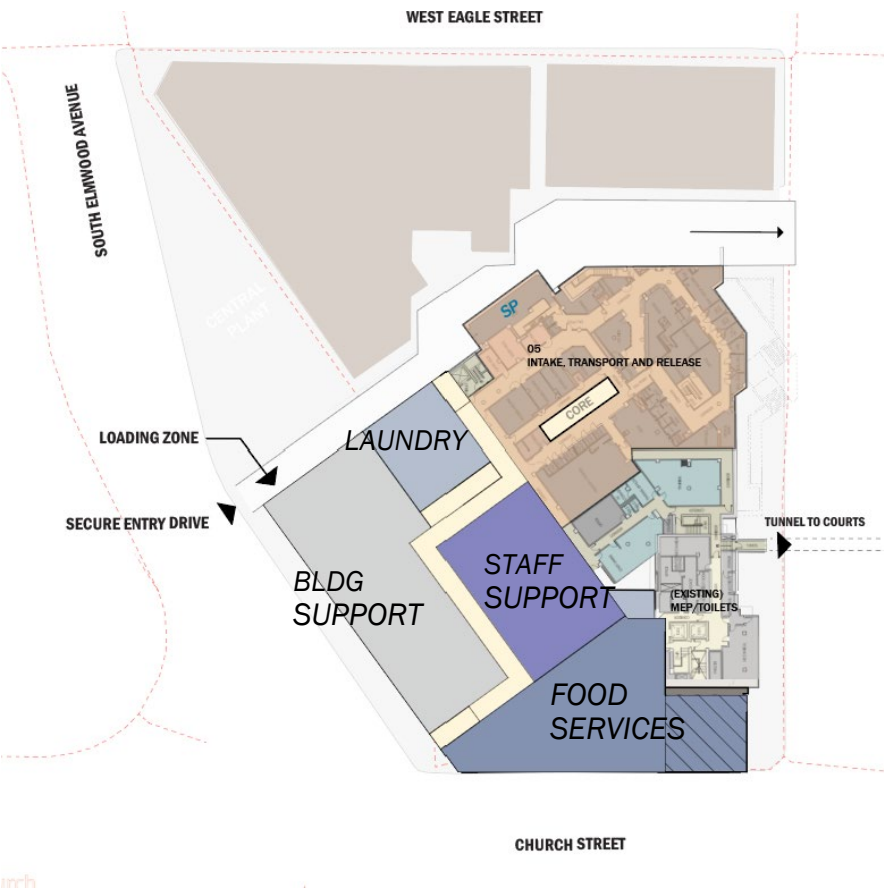 WEST EAGLE STREET
SOUTH ELMWOOD AVENUE
CENTRAL
PLANT
SP
05
INTAKE, TRANSPORT AND RELEASE
CORE
LOADING ZONE
LAUNDRY
SECURE ENTRY DRIVE
TUNNEL TO COURTS
BLDG
SUPPORT
STAFF
SUPPORT
(EXISTING)
MEP/TOILETS
FOOD
SERVICES
CHURCH STREET
urch